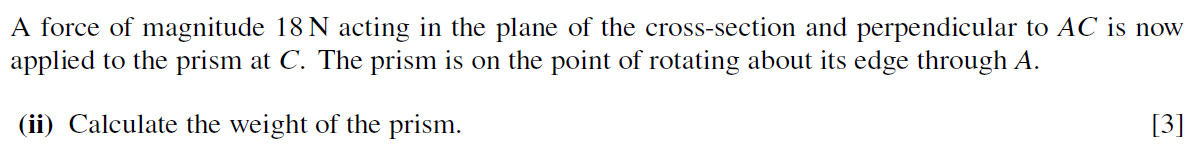 A force of magnitude 18 N acting in the plane of the cross-section and perpendicular to AC is now
applied to the prism at C. The prism is on the point of rotating about its edge through A.
(ii) Calculate the weight of the prism. [3]